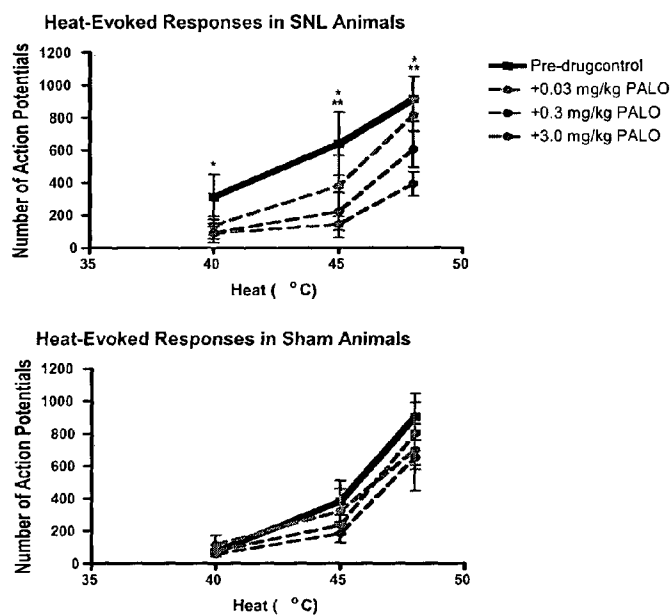 Heat-Evoked Responses in SNL Animals
1200
1000
800
600
400
200
0
Number of Action Potentials
*
*
**
*
**
35
40
45
50
Heat ( °C)
Pre-drugcontrol
+0.03 mg/kg PALO
+0.3 mg/kg PALO
+3.0 mg/kg PALO
Heat-Evoked Responses in Sham Animals
1200
1000
800
600
400
200
0
Number of Action Potentials
35
40
45
50
Heat ( °C)